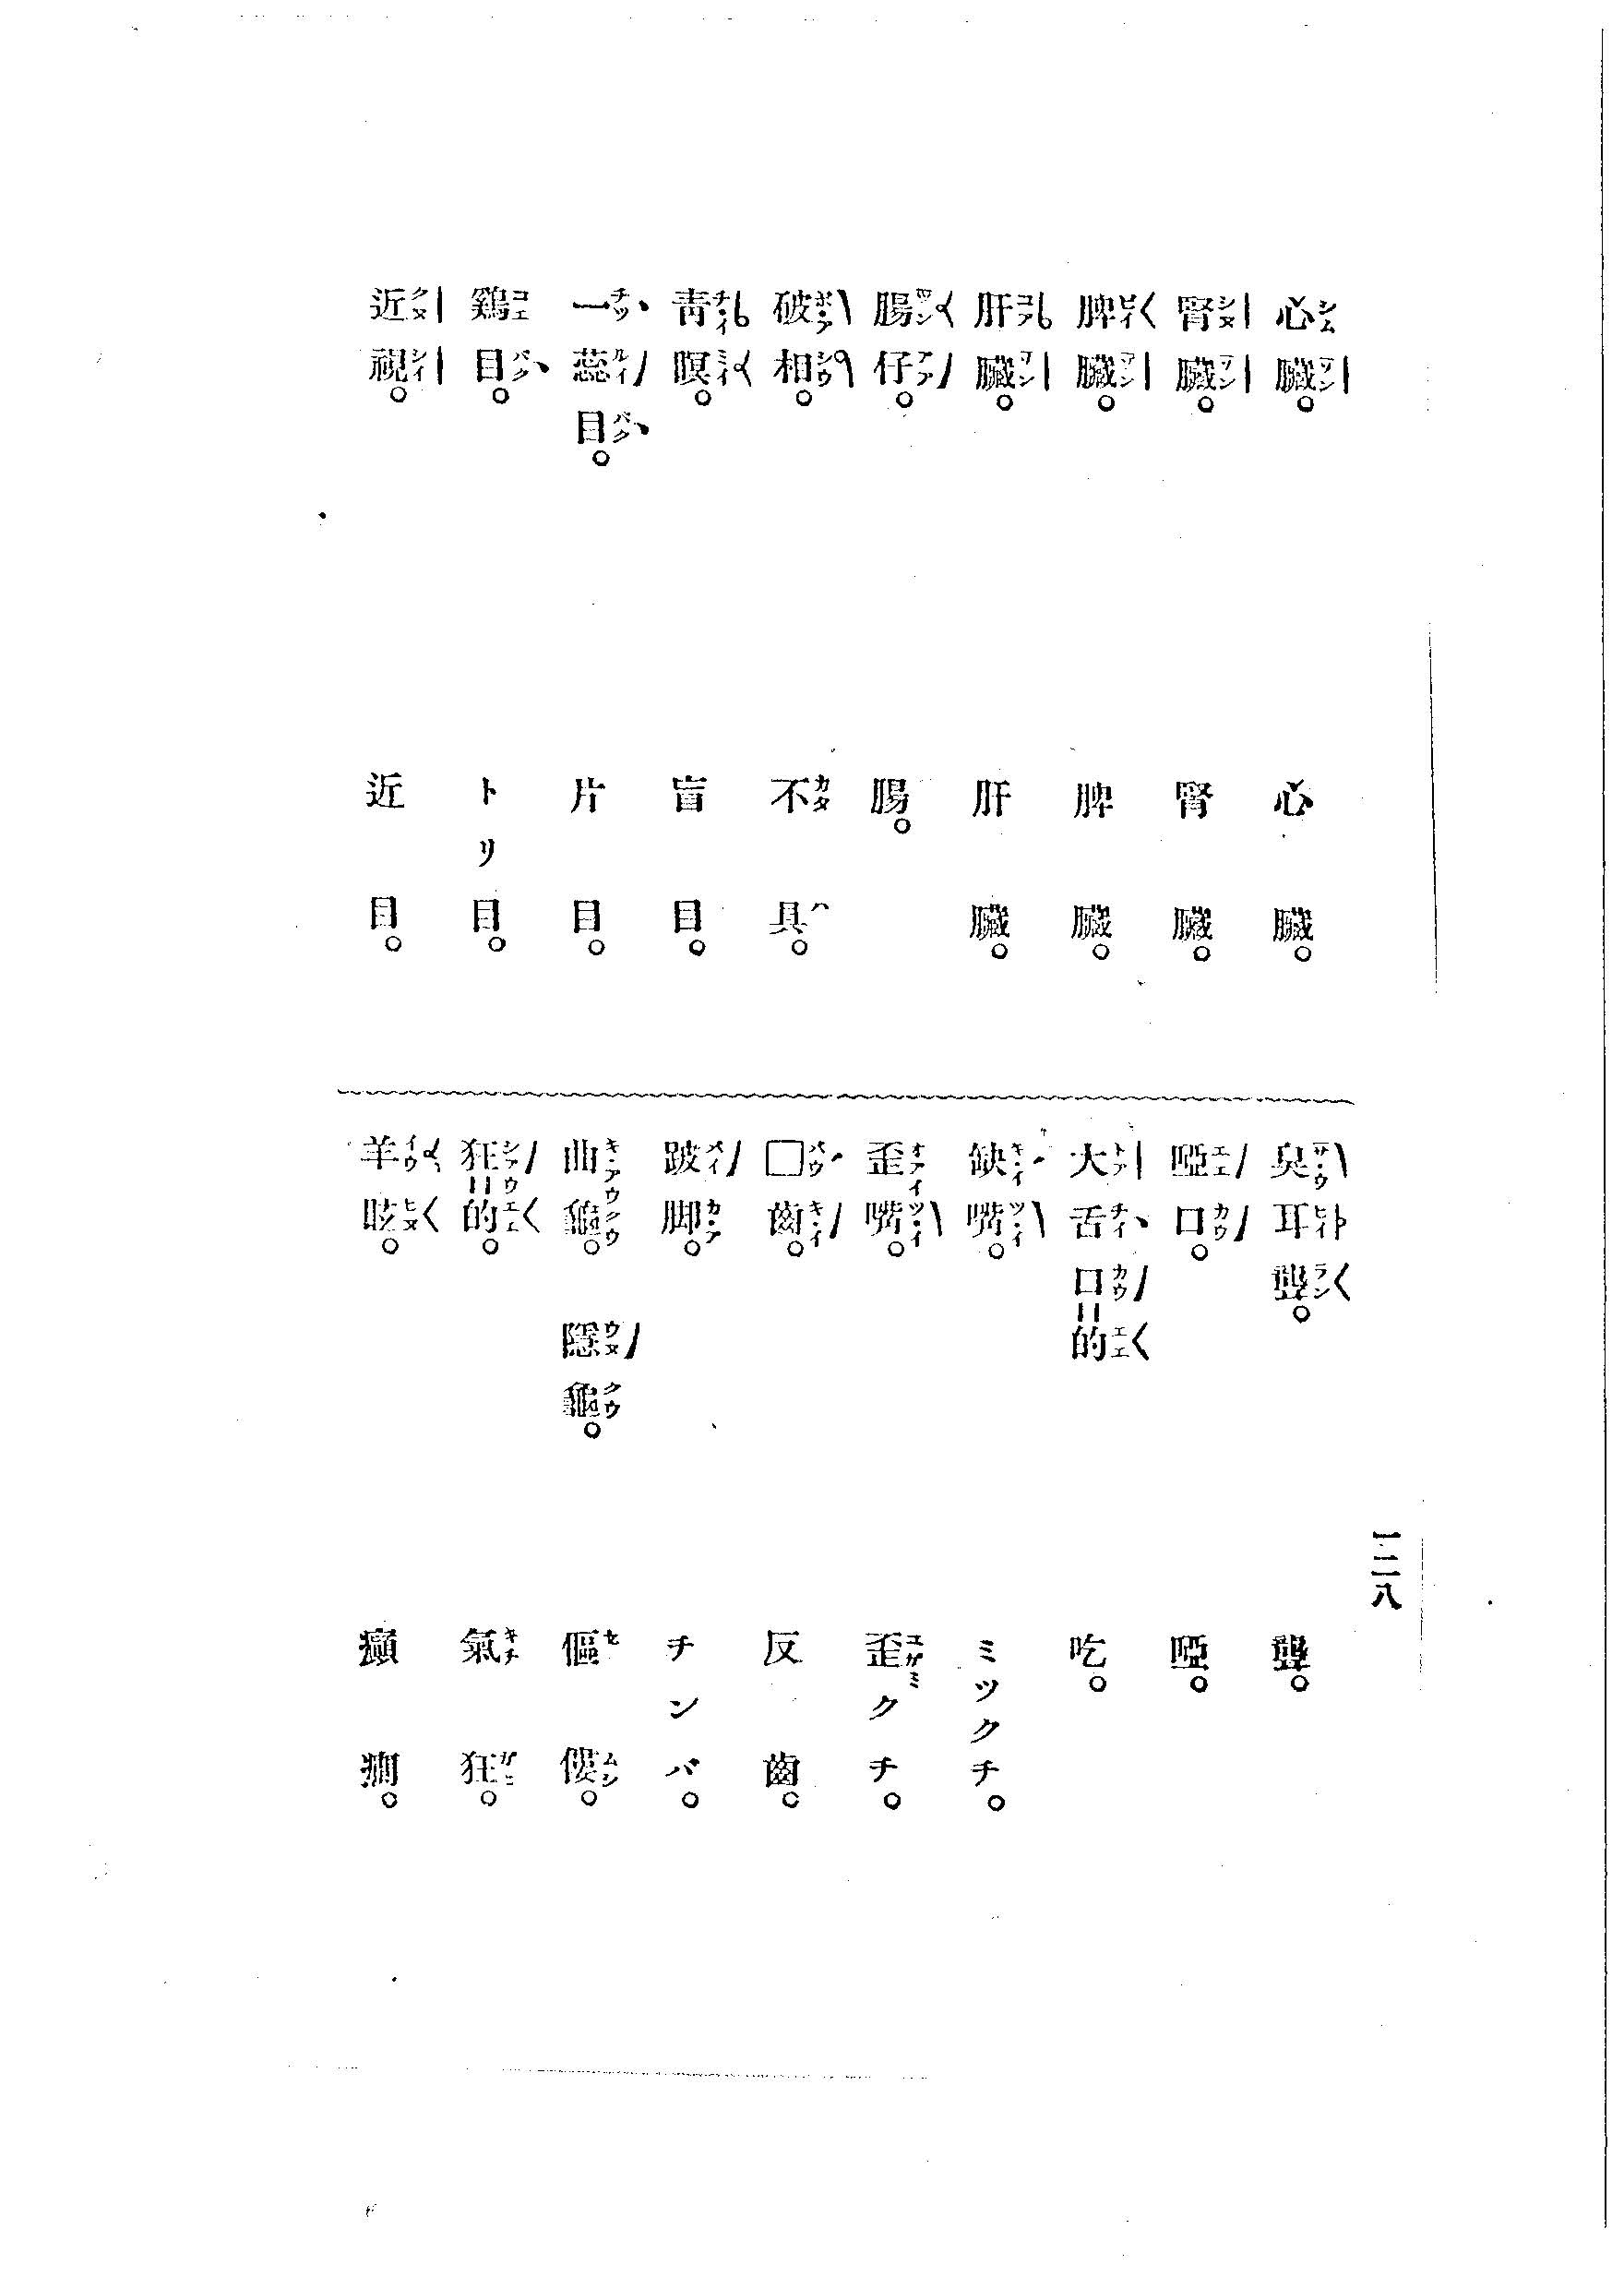 一二八
心臟。 心臟。
腎臟。 腎臟。
脾臟。 脾臟。
肝臟。 肝臟。
腸仔。 腸。
破相。 不具。
靑瞑。 盲目。
一蕊目。 片目。
鷄目。 トリ目。
近視。 近目。
臭耳聾。 聾。
啞口。 啞。
大舌口＝的 吃。
缺嘴。 ミツクチ。
歪嘴。 歪クチ。
□齒。 反齒。
跛脚。 チンバ。
曲龜。 隱龜。 傴僂。
狂＝的。 氣狂。
羊眩。 癲癇。